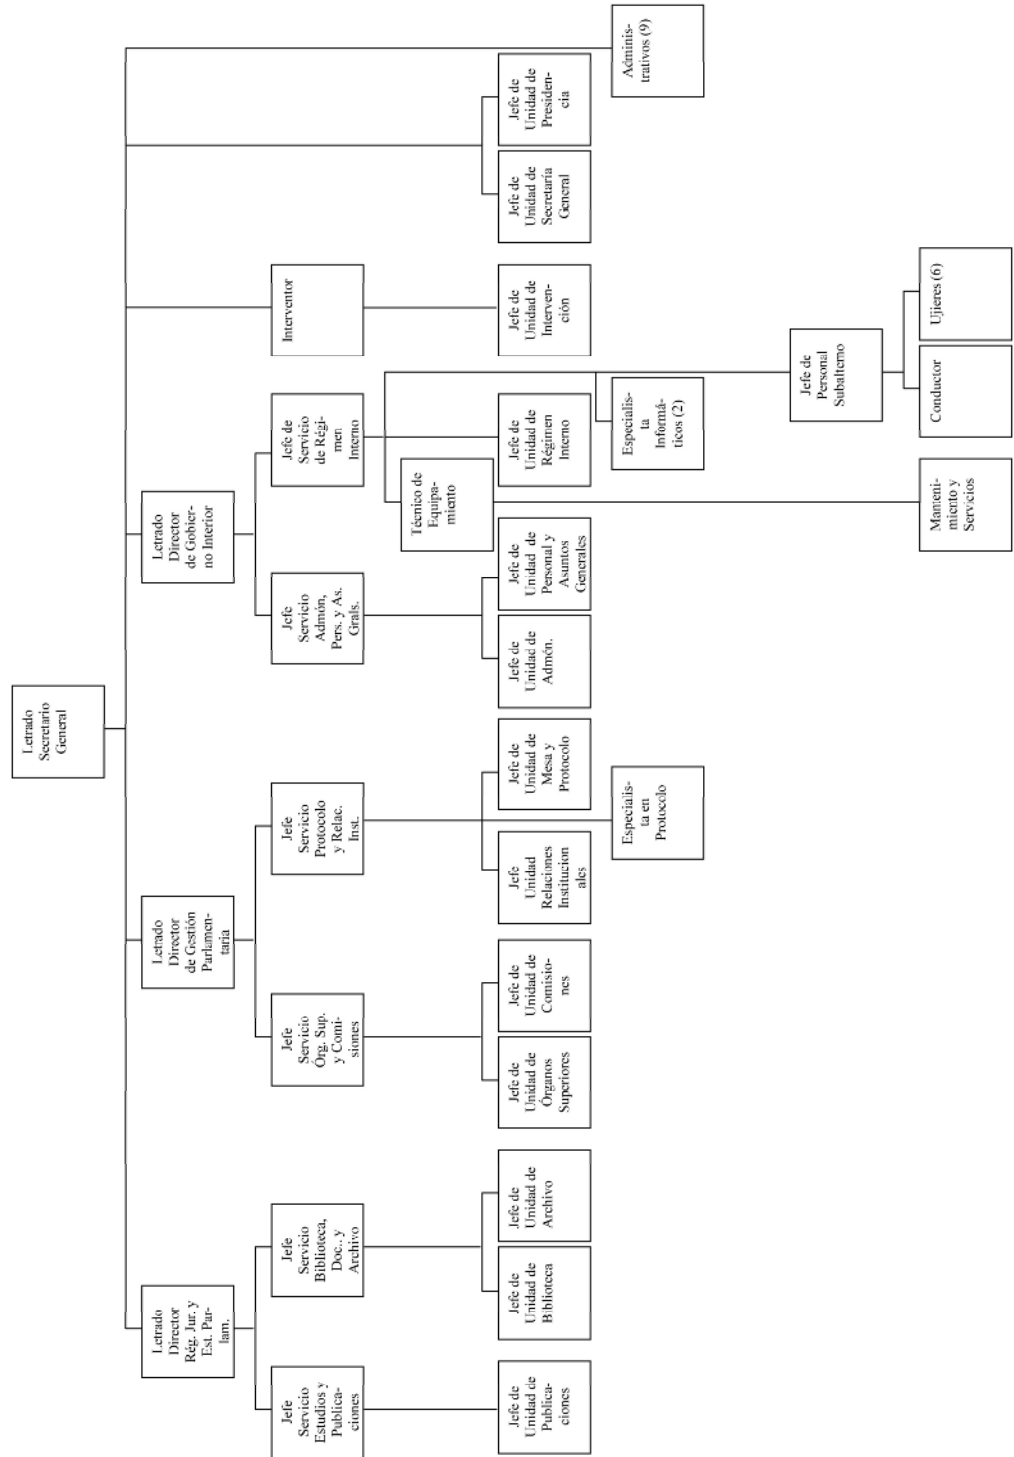 Letrado
Secretario
General
Letrado
Director
Rég. Jur. y
Est. Par-
lam.
Letrado
Director
de Gestión
Parlamen-
taria
Letrado
Director
de Gobier-
no Interior
Jefe
Servicio
Estudios y
Publica-
ciones
Jefe
Servicio
Biblioteca,
Doc., y
Archivo
Jefe
Servicio
Órg. Sup.
y Comi-
siones
Jefe
Servicio
Protocolo
y Relac.
Inst.
Jefe
Servicio
Admón,
Pers. y As.
Grals.
Jefe de
Servicio
de Régi-
men
Interno
Interventor
Técnico de
Equipa-
miento
Jefe de
Unidad de
Publica-
ciones
Jefe de
Unidad de
Biblioteca
Jefe de
Unidad de
Archivo
Jefe de
Unidad de
Órganos
Superiores
Jefe de
Unidad de
Comisio-
nes
Jefe
Unidad
Relaciones
Institucion
ales
Jefe de
Unidad de
Mesa y
Protocolo
Jefe de
Unidad de
Admón.
Jefe de
Unidad de
Personal y
Asuntos
Generales
Jefe de
Unidad de
Régimen
Interno
Jefe de
Unidad de
Interven-
ción
Jefe de
Unidad de
Secretaría
General
Jefe de
Unidad de
Presiden-
cia
Especialis-
ta en
Protocolo
Especialis-
ta
Informá-
ticos (2)
Adminis-
trativos (9)
Jefe de
Personal
Subalterno
Manteni-
miento y
Servicios
Conductor
Ujieres (6)